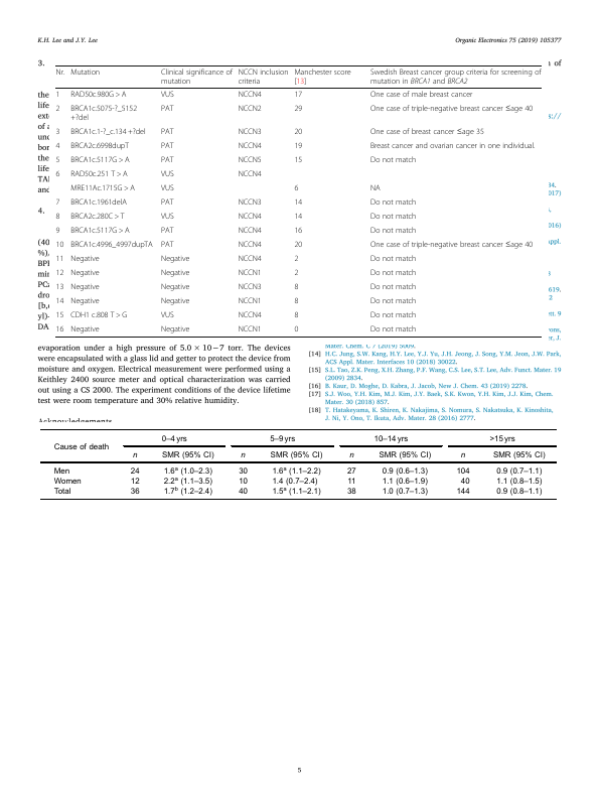 K.H. Lee and J.Y. Lee
Organic Electronics 75 (2019) 105377
3.
s of
Nr. Mutation Clinical significance of mutation NCCN inclusion criteria Manchester score [13] Swedish Breast cancer group criteria for screening of mutation in BRCA1 and BRCA2
1 RAD50c.980G > A VUS NCCN4 17 One case of male breast cancer
2 BRCA1c.5075-?_5152 +?del PAT NCCN2 29 One case of triple-negative breast cancer ≤age 40
3 BRCA1c.1-?_c.134 +?del PAT NCCN3 20 One case of breast cancer ≤age 35
4 BRCA2c.6998dupT PAT NCCN4 19 Breast cancer and ovarian cancer in one individual
5 BRCA1c.5117G > A PAT NCCN5 15 Do not match
6 RAD50c.251 T > A VUS NCCN4
MRE11Ac.1715G > A VUS 6 NA
7 BRCA1c.1961delA PAT NCCN3 14 Do not match
8 BRCA2c.280C > T VUS NCCN4 14 Do not match
9 BRCA1c.5117G > A PAT NCCN4 16 Do not match
10 BRCA1c.4996_4997dupTA PAT NCCN4 20 One case of triple-negative breast cancer ≤age 40
11 Negative Negative NCCN4 2 Do not match
12 Negative Negative NCCN1 2 Do not match
13 Negative Negative NCCN3 8 Do not match
14 Negative Negative NCCN1 8 Do not match
15 CDH1 c.808 T > G VUS NCCN4 8 Do not match
16 Negative Negative NCCN1 0 Do not match
the
life
ext
of a
unc
bor
the
life
TAI
and
4.
(40
%),
BPI
mir
PCz
dro
[b,
yl)-
DA
evaporation under a high pressure of 5.0 × 10−7 torr. The devices
were encapsulated with a glass lid and getter to protect the device from
moisture and oxygen. Electrical measurement were performed using a
Keithley 2400 source meter and optical characterization was carried
out using a CS 2000. The experiment conditions of the device lifetime
test were room temperature and 30% relative humidity.
Acknowledgements
Mater. Chem. C 7 (2019) 5009.
[14] H.C. Jung, S.W. Kang, H.Y. Lee, Y.J. Yu, J.H. Jeong, J. Song, Y.M. Jeon, J.W. Park,
ACS Appl. Mater. Interfaces 10 (2018) 30022.
[15] S.L. Tao, Z.K. Peng, X.H. Zhang, P.F. Wang, C.S. Lee, S.T. Lee, Adv. Funct. Mater. 19
(2009) 2834.
[16] B. Kaur, D. Moghe, D. Kabra, J. Jacob, New J. Chem. 43 (2019) 2278.
[17] S.J. Woo, Y.H. Kim, M.J. Kim, J.Y. Baek, S.K. Kwon, Y.H. Kim, J.J. Kim, Chem.
Mater. 30 (2018) 857.
[18] T. Hatakeyama, K. Shiren, K. Nakajima, S. Nomura, S. Nakatsuka, K. Kinoshita,
J. Ni, Y. Ono, T. Ikuta, Adv. Mater. 28 (2016) 2777.
Cause of death 0–4 yrs 5–9 yrs 10–14 yrs >15 yrs
n SMR (95% CI) n SMR (95% CI) n SMR (95% CI) n SMR (95% CI)
Men 24 1.6a (1.0–2.3) 30 1.6a (1.1–2.2) 27 0.9 (0.6–1.3) 104 0.9 (0.7–1.1)
Women 12 2.2a (1.1–3.5) 10 1.4 (0.7–2.4) 11 1.1 (0.6–1.9) 40 1.1 (0.8–1.5)
Total 36 1.7b (1.2–2.4) 40 1.5a (1.1–2.1) 38 1.0 (0.7–1.3) 144 0.9 (0.8–1.1)
5